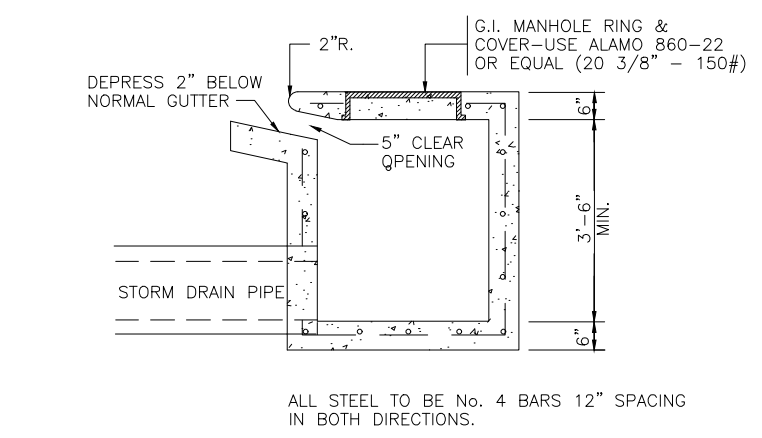 G.I. MANHOLE RING &
COVER-USE ALAMO 860-22
OR EQUAL (20 3/8" - 150#)
2"R.
DEPRESS 2" BELOW
NORMAL GUTTER
5" CLEAR
OPENING
6"
3'-6"
MIN.
6"
STORM DRAIN PIPE
ALL STEEL TO BE No. 4 BARS 12" SPACING
IN BOTH DIRECTIONS.